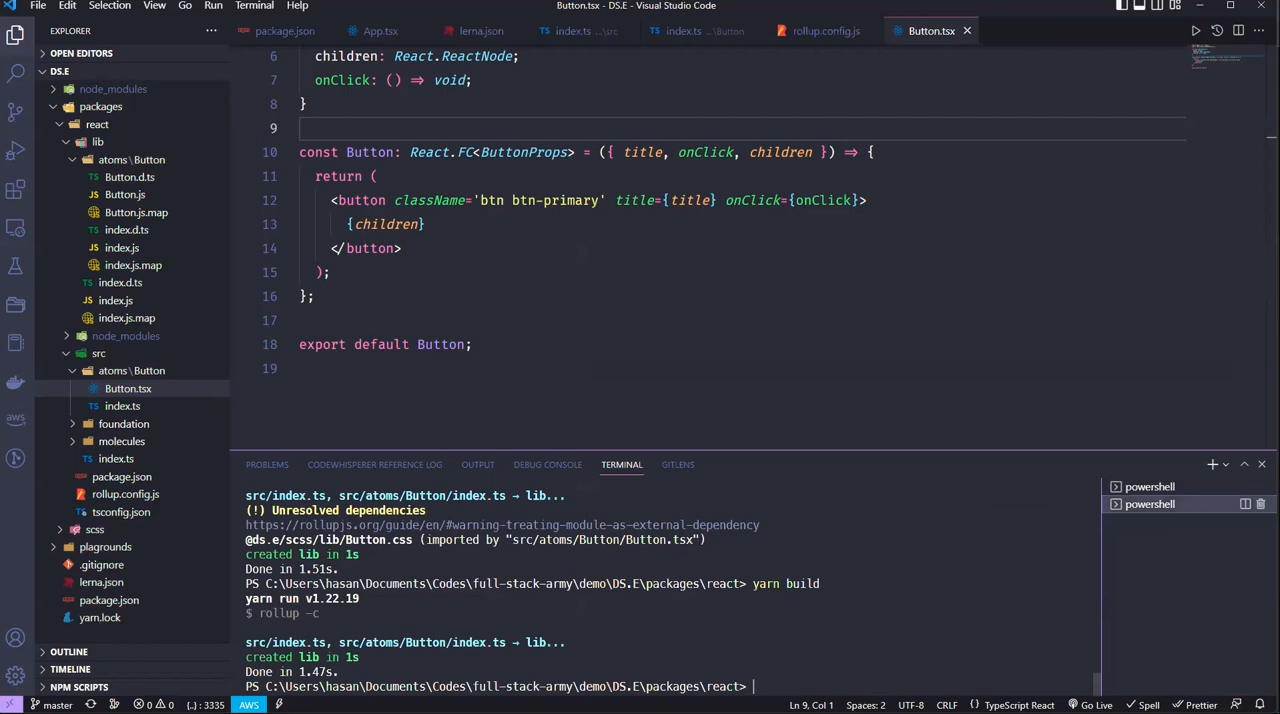 File Edit Selection View Go Run Terminal Help
Button.tsx - DS.E - Visual Studio Code
EXPLORER
package.json
App.tsx
lerna.json
index.ts ...\src
index.ts ...\Button
rollup.config.js
Button.tsx
OPEN EDITORS
DS.E
node_modules
packages
react
lib
atoms\Button
Button.d.ts
Button.js
Button.js.map
index.d.ts
index.js
index.js.map
index.d.ts
index.js
index.js.map
node_modules
src
atoms\Button
Button.tsx
index.ts
foundation
molecules
index.ts
package.json
rollup.config.js
tsconfig.json
scss
plagrounds
.gitignore
lerna.json
package.json
yarn.lock
OUTLINE
TIMELINE
NPM SCRIPTS
aws
6 children: React.ReactNode;
7 onClick: () => void;
8 }
9
10 const Button: React.FC<ButtonProps> = ({ title, onClick, children }) => {
11 return (
12 <button className='btn btn-primary' title={title} onClick={onClick}>
13 {children}
14 </button>
15 );
16 };
17
18 export default Button;
19
PROBLEMS CODEWHISPERER REFERENCE LOG OUTPUT DEBUG CONSOLE TERMINAL GITLENS
src/index.ts, src/atoms/Button/index.ts → lib...
(!) Unresolved dependencies
https://rollupjs.org/guide/en/#warning-treating-module-as-external-dependency
@ds.e/scss/lib/Button.css (imported by "src/atoms/Button/Button.tsx")
created lib in 1s
Done in 1.51s.
PS C:\Users\hasan\Documents\Codes\full-stack-army\demo\DS.E\packages\react> yarn build
yarn run v1.22.19
$ rollup -c
src/index.ts, src/atoms/Button/index.ts → lib...
created lib in 1s
Done in 1.47s.
PS C:\Users\hasan\Documents\Codes\full-stack-army\demo\DS.E\packages\react>
powershell
powershell
master 0 0 : 3335 AWS Ln 9, Col 1 Spaces: 2 UTF-8 CRLF {} TypeScript React Go Live Spell Prettier